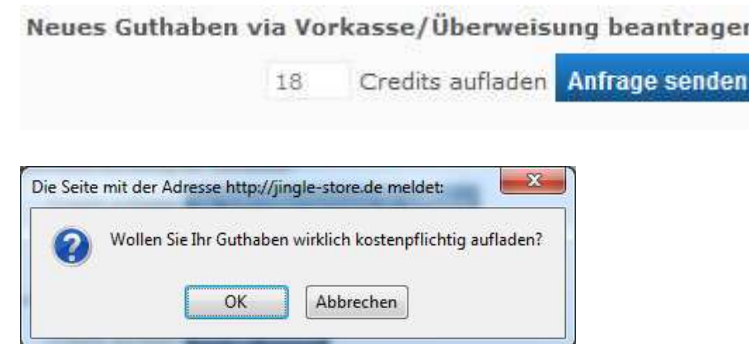 Neues Guthaben via Vorkasse/Überweisung beantragen
18 Credits aufladen Anfrage senden
Die Seite mit der Adresse http://jingle-store.de meldet:
Wollen Sie Ihr Guthaben wirklich kostenpflichtig aufladen?
OK Abbrechen